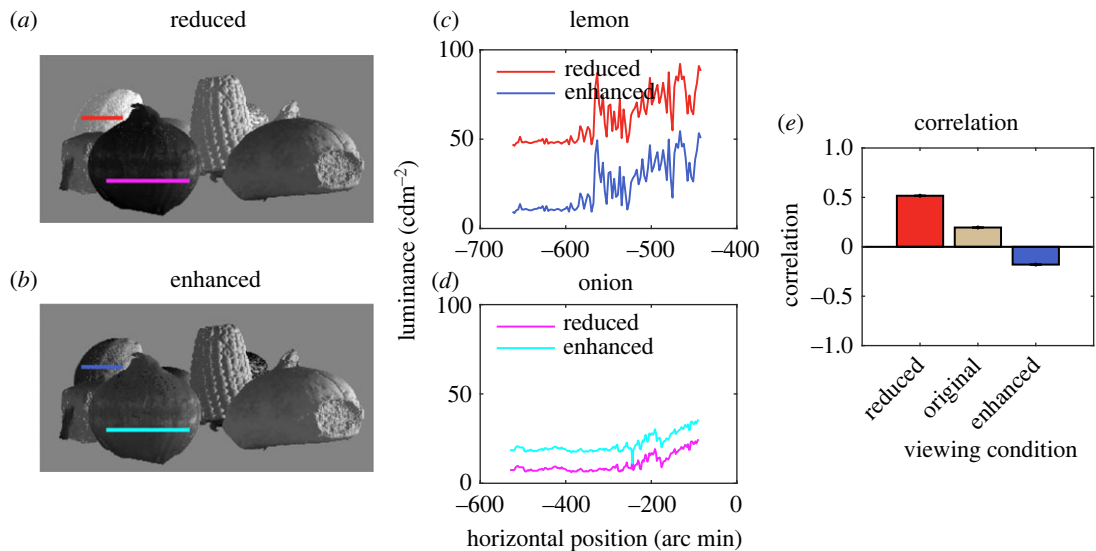 (a)
reduced
(b)
enhanced
(c)
lemon
100
50
0
reduced
enhanced
–700
–600
–500
–400
luminance (cdm–2)
(d)
onion
100
50
0
reduced
enhanced
–600
–400
–200
0
horizontal position (arc min)
(e)
correlation
1.0
0.5
0
–0.5
–1.0
correlation
reduced
original
enhanced
viewing condition